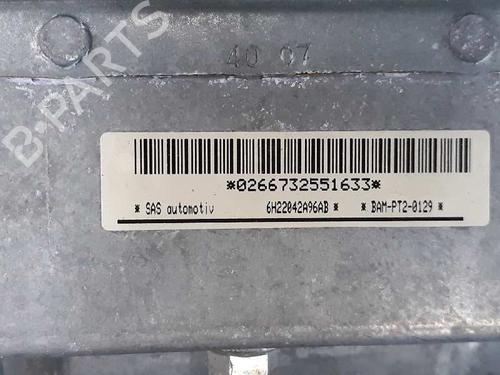 40 07
B-PARTS
*0266732551633*
* SAS automotiv 6H22042A96AB * * BAM-PT2-0129 *